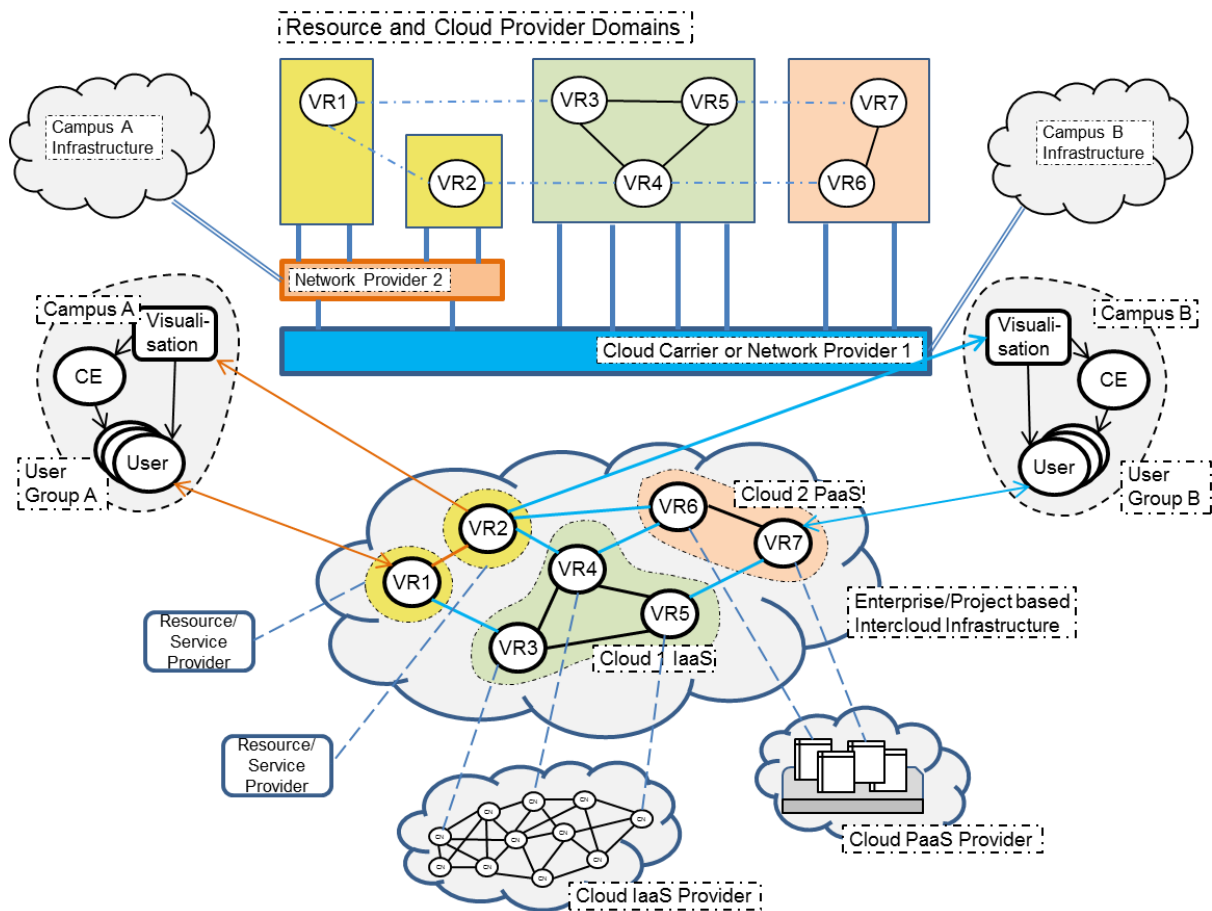 Resource and Cloud Provider Domains
VR1
VR3
VR5
VR7
VR2
VR4
VR6
Campus A
Infrastructure
Campus B
Infrastructure
Network Provider 2
Cloud Carrier or Network Provider 1
Campus A
Visuali-
sation
CE
User
User
Group A
Campus B
Visuali-
sation
CE
User
User
Group B
Cloud 2 PaaS
VR6
VR2
VR7
VR4
VR1
VR5
VR3
Cloud 1 IaaS
Enterprise/Project based
Intercloud Infrastructure
Resource/
Service
Provider
Resource/
Service
Provider
Cloud PaaS Provider
Cloud IaaS Provider